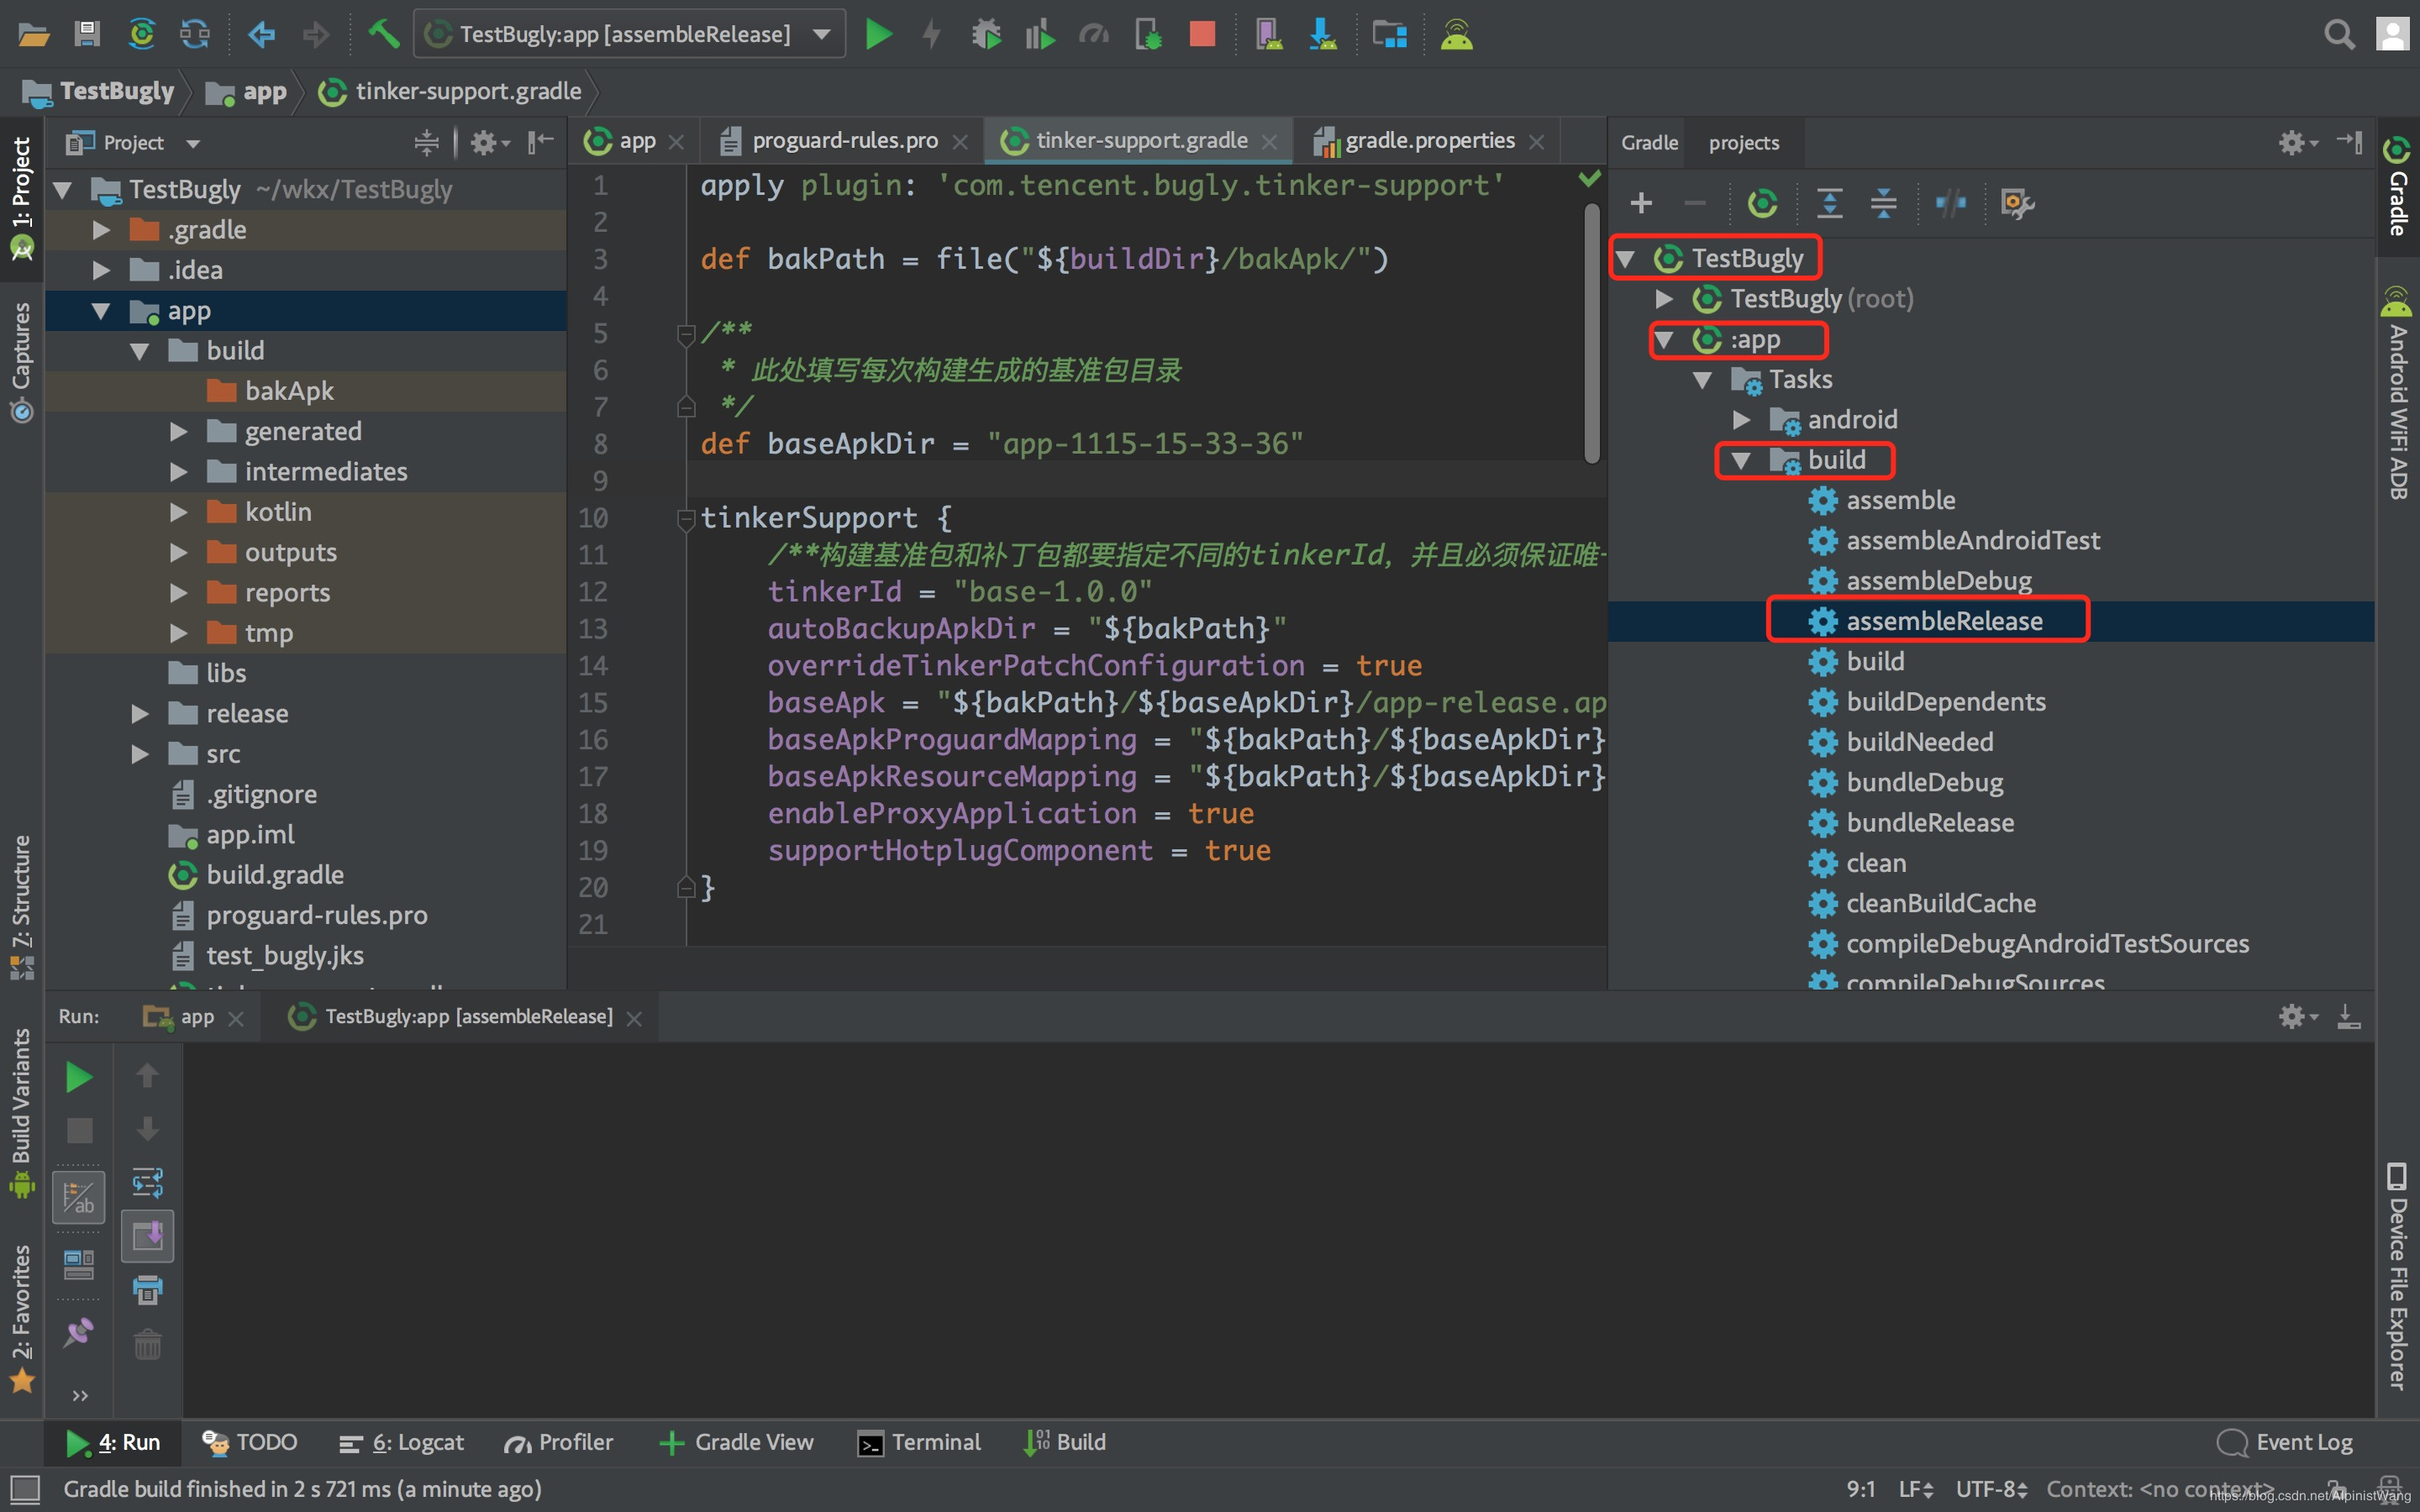 TestBugly:app [assembleRelease]
TestBugly app tinker-support.gradle
1: Project
Captures
7: Structure
Build Variants
2: Favorites
Project
TestBugly ~/wkx/TestBugly
.gradle
.idea
app
build
bakApk
generated
intermediates
kotlin
outputs
reports
tmp
libs
release
src
.gitignore
app.iml
build.gradle
proguard-rules.pro
test_bugly.jks
app proguard-rules.pro tinker-support.gradle gradle.properties
1 apply plugin: 'com.tencent.bugly.tinker-support'
2
3 def bakPath = file("${buildDir}/bakApk/")
4
5 /**
6 * 此处填写每次构建生成的基准包目录
7 */
8 def baseApkDir = "app-1115-15-33-36"
9
10 tinkerSupport {
11 /**构建基准包和补丁包都要指定不同的tinkerId, 并且必须保证唯一
12 tinkerId = "base-1.0.0"
13 autoBackupApkDir = "${bakPath}"
14 overrideTinkerPatchConfiguration = true
15 baseApk = "${bakPath}/${baseApkDir}/app-release.ap
16 baseApkProguardMapping = "${bakPath}/${baseApkDir}
17 baseApkResourceMapping = "${bakPath}/${baseApkDir}
18 enableProxyApplication = true
19 supportHotplugComponent = true
20 }
21
Gradle projects
TestBugly
TestBugly (root)
:app
Tasks
android
build
assemble
assembleAndroidTest
assembleDebug
assembleRelease
build
buildDependents
buildNeeded
bundleDebug
bundleRelease
clean
cleanBuildCache
compileDebugAndroidTestSources
compileDebugSources
Gradle
Android WiFi ADB
Device File Explorer
Run: app TestBugly:app [assembleRelease]
4: Run TODO 6: Logcat Profiler Gradle View Terminal Build Event Log
Gradle build finished in 2 s 721 ms (a minute ago) 9:1 LF UTF-8 Context: <no context>
https://blog.csdn.net/AlpinistWang